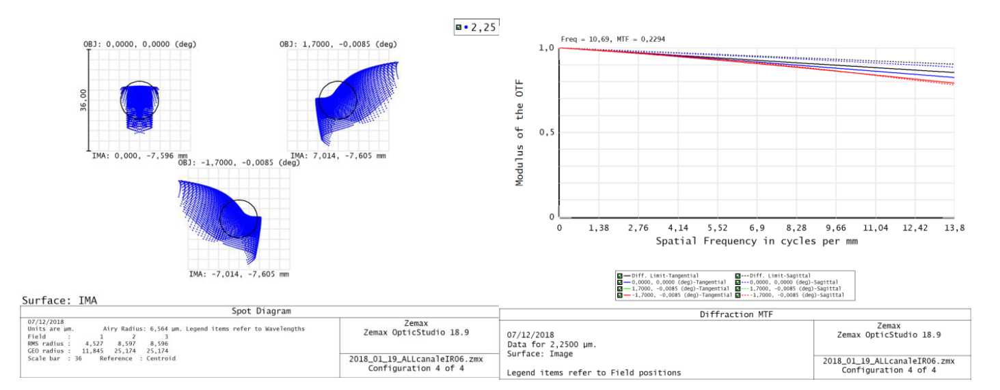 2,25
OBJ: 0,0000, 0,0000 (deg)
OBJ: 1,7000, -0,0085 (deg)
36,00
IMA: 0,000, -7,596 mm
IMA: 7,014, -7,605 mm
OBJ: -1,7000, -0,0085 (deg)
IMA: -7,014, -7,605 mm
Surface: IMA
Spot Diagram
07/12/2018
Units are µm. Airy Radius: 6,564 µm. Legend items refer to Wavelengths
Field : 1 2 3
RMS radius : 4,527 8,597 8,596
GEO radius : 11,845 25,174 25,174
Scale bar : 36 Reference : Centroid
Zemax
Zemax OpticStudio 18.9
2018_01_19_ALLcanaleIR06.zmx
Configuration 4 of 4
Freq = 10,69, MTF = 0,2294
1,0
0,5
0
Modulus of the OTF
0 1,38 2,76 4,14 5,52 6,9 8,28 9,66 11,04 12,42 13,8
Spatial Frequency in cycles per mm
Diff. Limit-Tangential
0,0000, 0,0000 (deg)-Tangential
1,7000, -0,0085 (deg)-Tangential
-1,7000, -0,0085 (deg)-Tangential
Diff. Limit-Sagittal
0,0000, 0,0000 (deg)-Sagittal
1,7000, -0,0085 (deg)-Sagittal
-1,7000, -0,0085 (deg)-Sagittal
Diffraction MTF
07/12/2018
Data for 2,2500 µm.
Surface: Image
Legend items refer to Field positions
Zemax
Zemax OpticStudio 18.9
2018_01_19_ALLcanaleIR06.zmx
Configuration 4 of 4